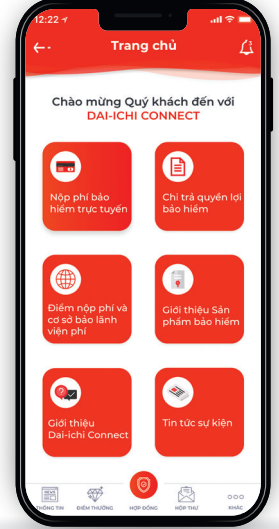 12:22
Trang chủ
Chào mừng Quý khách đến với
DAI-ICHI CONNECT
Nộp phí bảo
hiểm trực tuyến
Chi trả quyền lợi
bảo hiểm
Điểm nộp phí và
cơ sở bảo lãnh
viện phí
Giới thiệu Sản
phẩm bảo hiểm
Giới thiệu
Dai-ichi Connect
Tin tức sự kiện
NEWS
THÔNG TIN
ĐIỂM THƯỞNG
HỢP ĐỒNG
HỘP THƯ
KHÁC